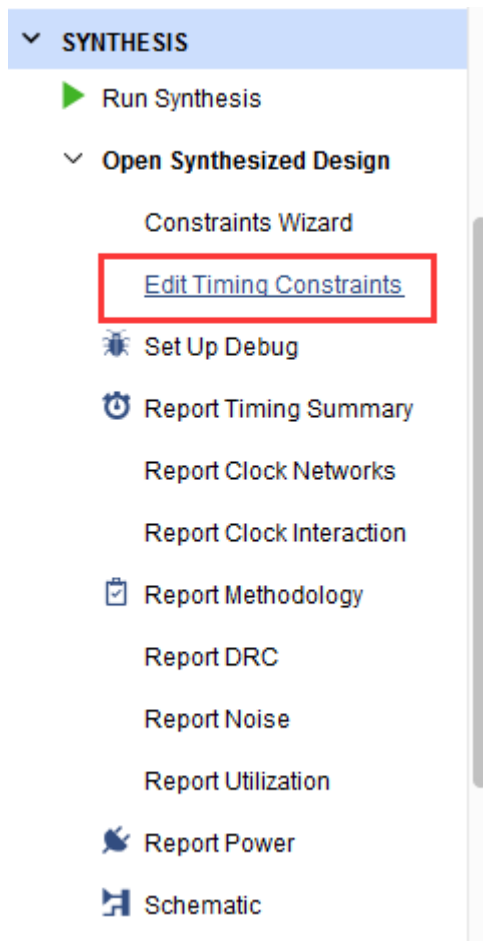 SYNTHESIS
Run Synthesis
Open Synthesized Design
Constraints Wizard
Edit Timing Constraints
Set Up Debug
Report Timing Summary
Report Clock Networks
Report Clock Interaction
Report Methodology
Report DRC
Report Noise
Report Utilization
Report Power
Schematic